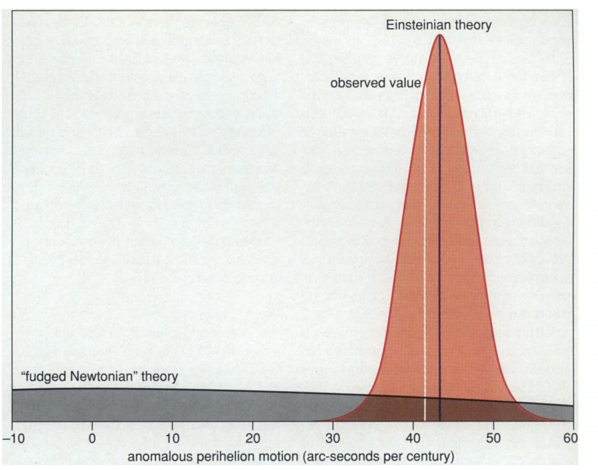 Einsteinian theory
observed value
“fudged Newtonian” theory
–10 0 10 20 30 40 50 60
anomalous perihelion motion (arc-seconds per century)